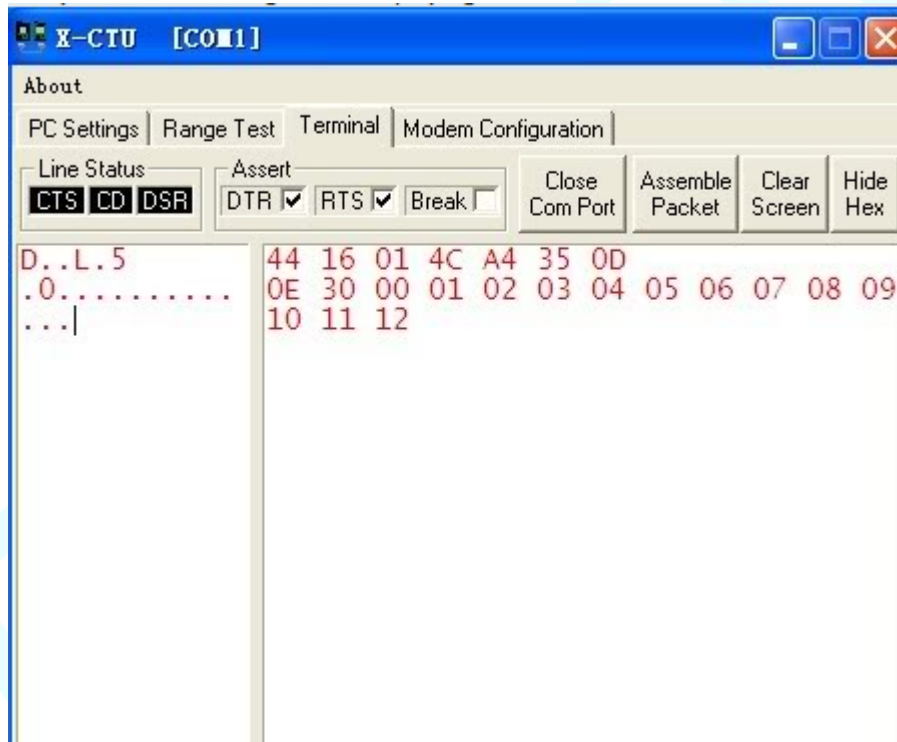 X-CTU [COM1]
About
PC Settings Range Test Terminal Modem Configuration
Line Status
CTS CD DSR
Assert
DTR RTS Break
Close Com Port
Assemble Packet
Clear Screen
Hide Hex
D..L.5
44 16 01 4C A4 35 0D
.0..........
0E 30 00 01 02 03 04 05 06 07 08 09
...
10 11 12